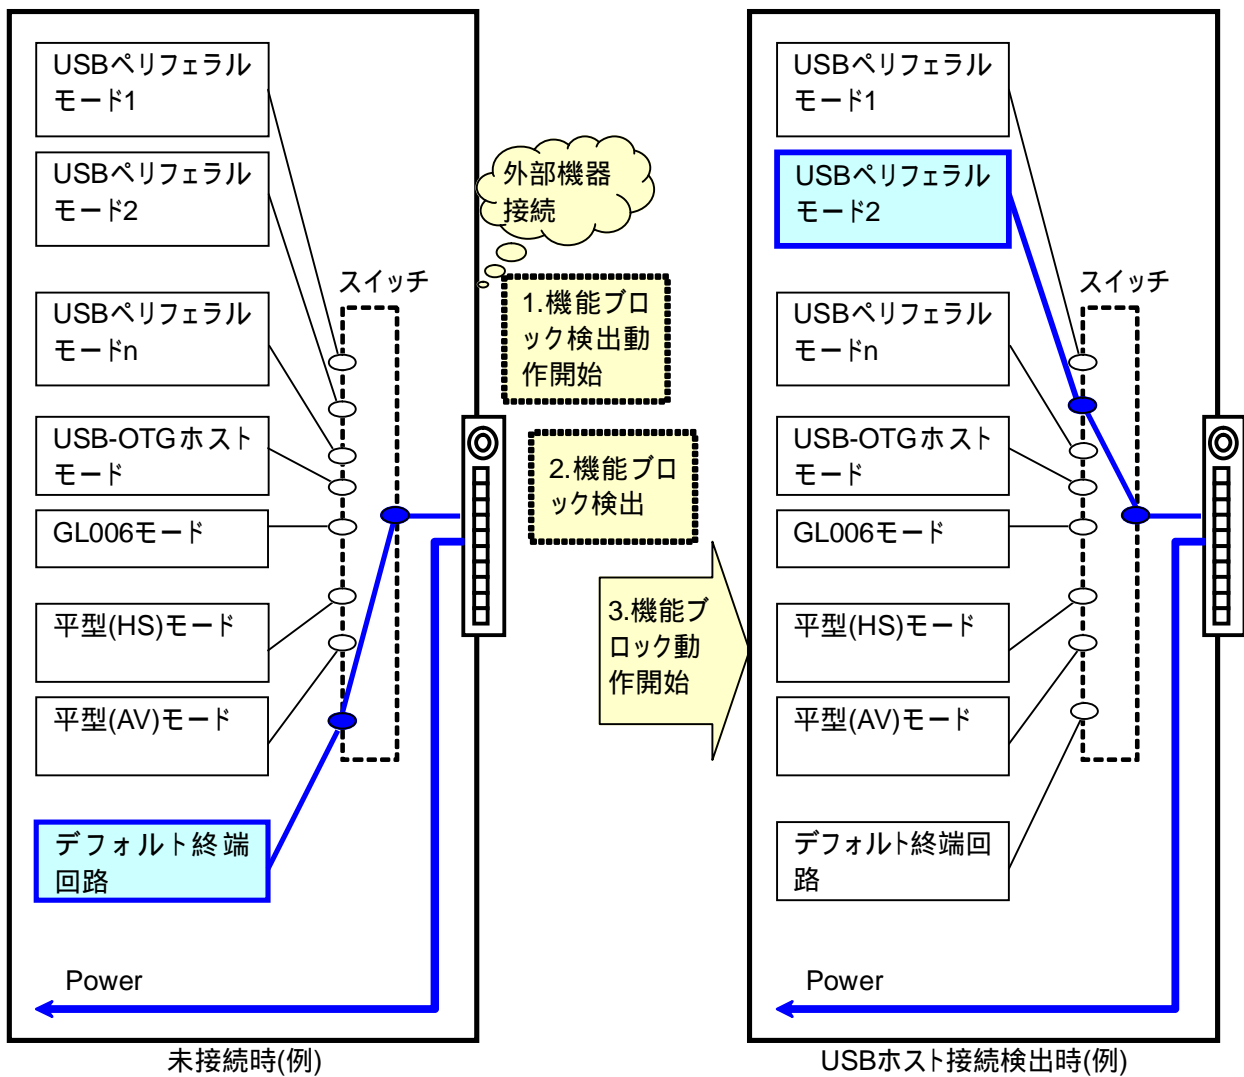 USBペリフェラル
モード1
USBペリフェラル
モード2
USBペリフェラル
モードn
USB-OTGホスト
モード
GL006モード
平型(HS)モード
平型(AV)モード
デフォルト終端
回路
Power
スイッチ
未接続時(例)
外部機器
接続
1.機能ブロ
ック検出動
作開始
2.機能ブロ
ック検出
3.機能ブ
ロック動
作開始
USBペリフェラル
モード1
USBペリフェラル
モード2
USBペリフェラル
モードn
USB-OTGホスト
モード
GL006モード
平型(HS)モード
平型(AV)モード
デフォルト終端回
路
Power
スイッチ
USBホスト接続検出時(例)